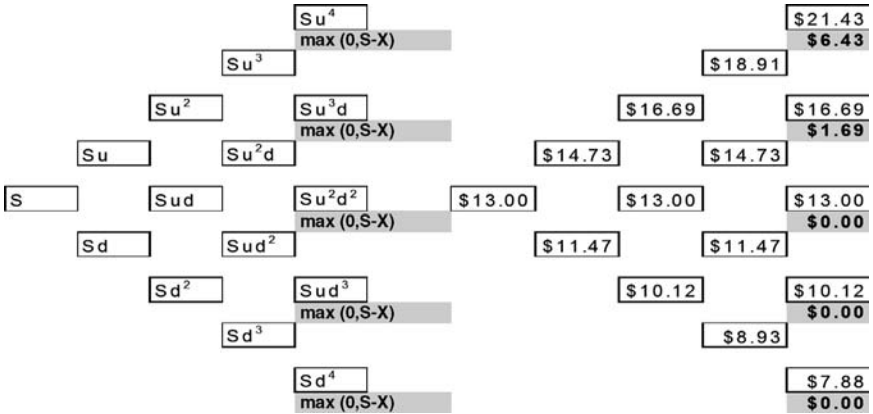 Su⁴ $21.43
max (0,S-X) $6.43
Su³ $18.91
Su² Su³d $16.69 $16.69
max (0,S-X) $1.69
Su Su²d $14.73 $14.73
S Sud Su²d² $13.00 $13.00 $13.00
max (0,S-X) $0.00
Sd Sud² $11.47 $11.47
Sd² Sud³ $10.12 $10.12
max (0,S-X) $0.00
Sd³ $8.93
Sd⁴ $7.88
max (0,S-X) $0.00